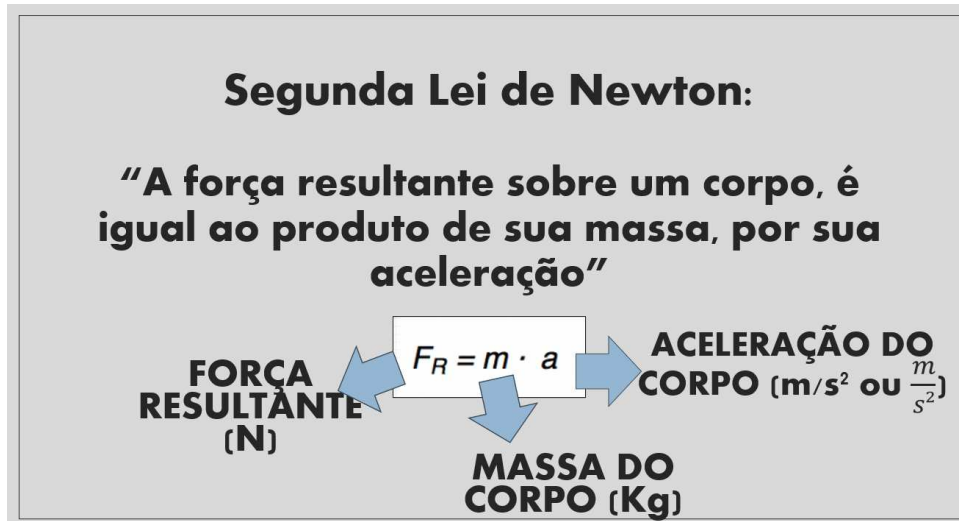 Segunda Lei de Newton:
“A força resultante sobre um corpo, é
igual ao produto de sua massa, por sua
aceleração”
F_R = m · a
FORÇA
RESULTANTE
(N)
MASSA DO
CORPO (Kg)
ACELERAÇÃO DO
CORPO (m/s² ou m/s²)